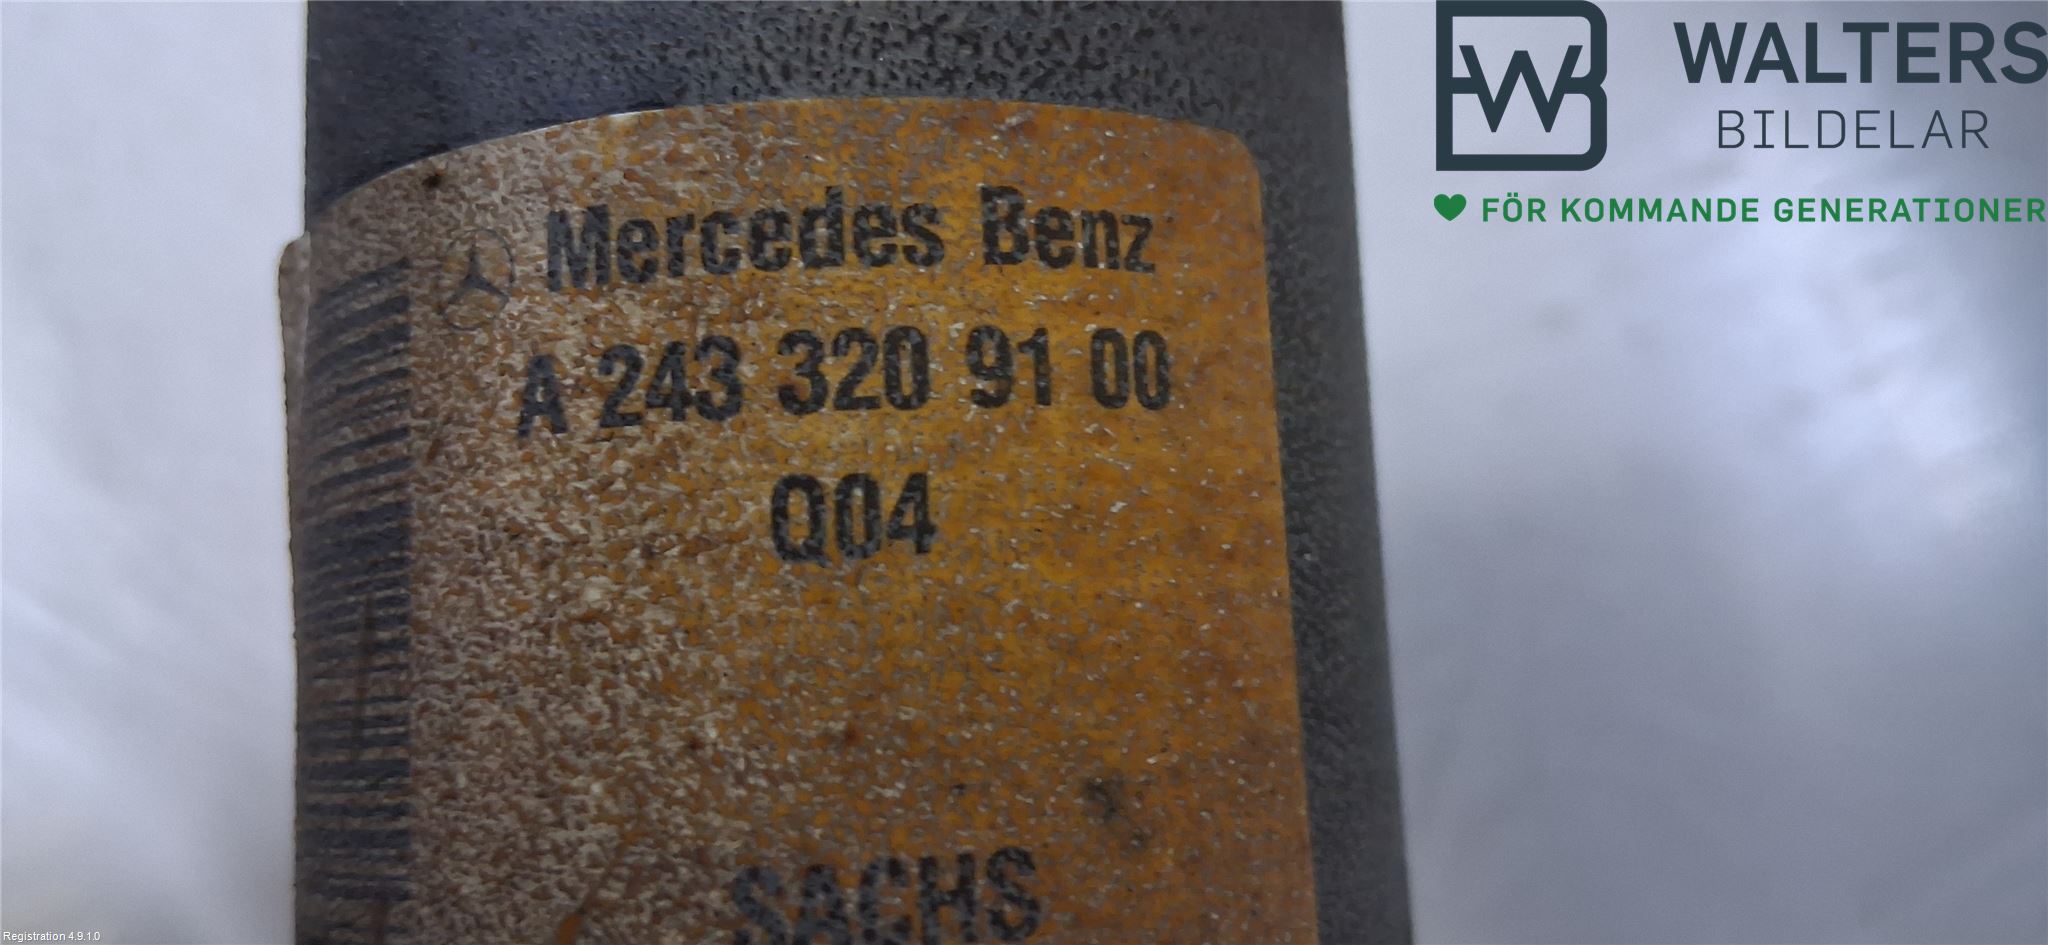 WALTERS
BILDELAR
FÖR KOMMANDE GENERATIONER
Mercedes Benz
A 243 320 91 00
Q04
SACHS
Registration 4.9.1.0